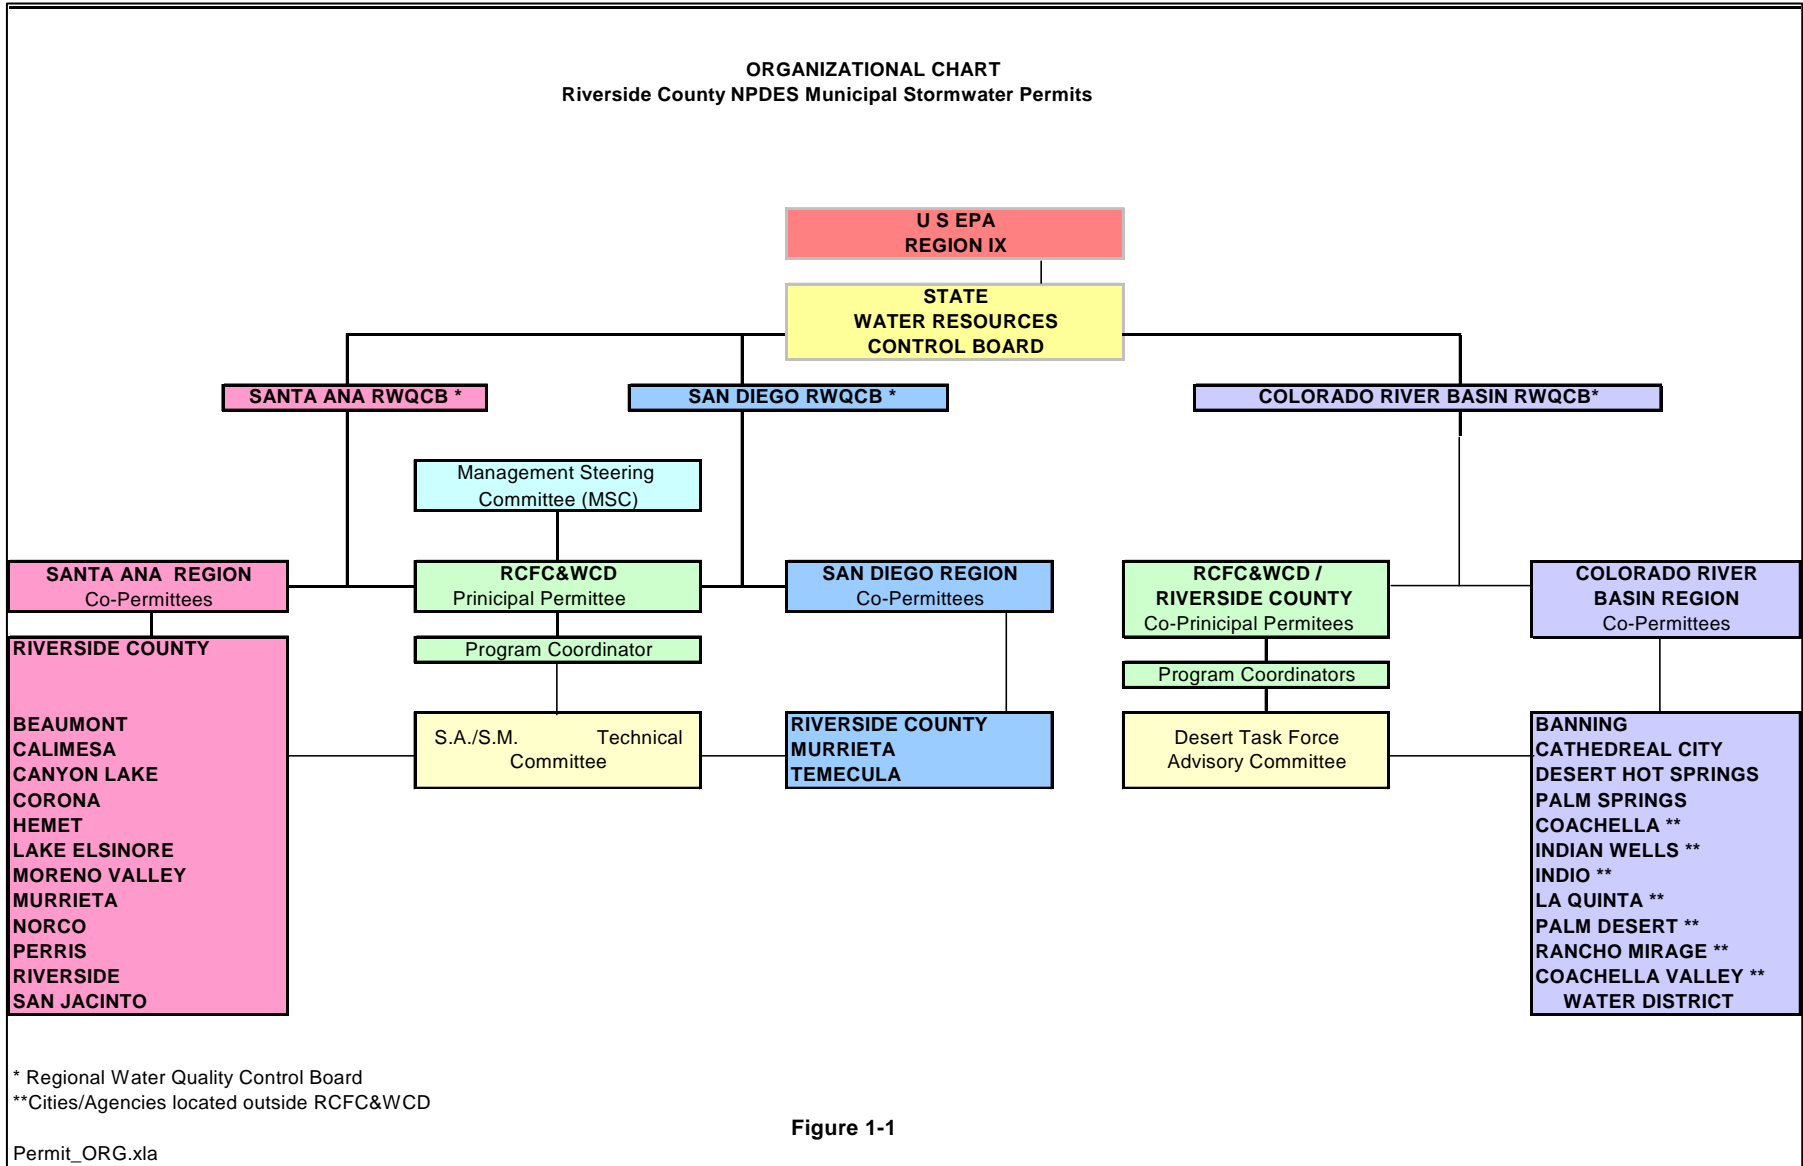 ORGANIZATIONAL CHART
Riverside County NPDES Municipal Stormwater Permits
U S EPA
REGION IX
STATE
WATER RESOURCES
CONTROL BOARD
SANTA ANA RWQCB *
SAN DIEGO RWQCB *
COLORADO RIVER BASIN RWQCB*
Management Steering
Committee (MSC)
SANTA ANA REGION
Co-Permittees
RCFC&WCD
Prinicipal Permittee
SAN DIEGO REGION
Co-Permittees
RCFC&WCD /
RIVERSIDE COUNTY
Co-Prinicipal Permitees
COLORADO RIVER
BASIN REGION
Co-Permittees
Program Coordinator
Program Coordinators
RIVERSIDE COUNTY
BEAUMONT
CALIMESA
CANYON LAKE
CORONA
HEMET
LAKE ELSINORE
MORENO VALLEY
MURRIETA
NORCO
PERRIS
RIVERSIDE
SAN JACINTO
S.A./S.M. Technical
Committee
RIVERSIDE COUNTY
MURRIETA
TEMECULA
Desert Task Force
Advisory Committee
BANNING
CATHEDREAL CITY
DESERT HOT SPRINGS
PALM SPRINGS
COACHELLA **
INDIAN WELLS **
INDIO **
LA QUINTA **
PALM DESERT **
RANCHO MIRAGE **
COACHELLA VALLEY **
WATER DISTRICT
* Regional Water Quality Control Board
**Cities/Agencies located outside RCFC&WCD
Figure 1-1
Permit_ORG.xla